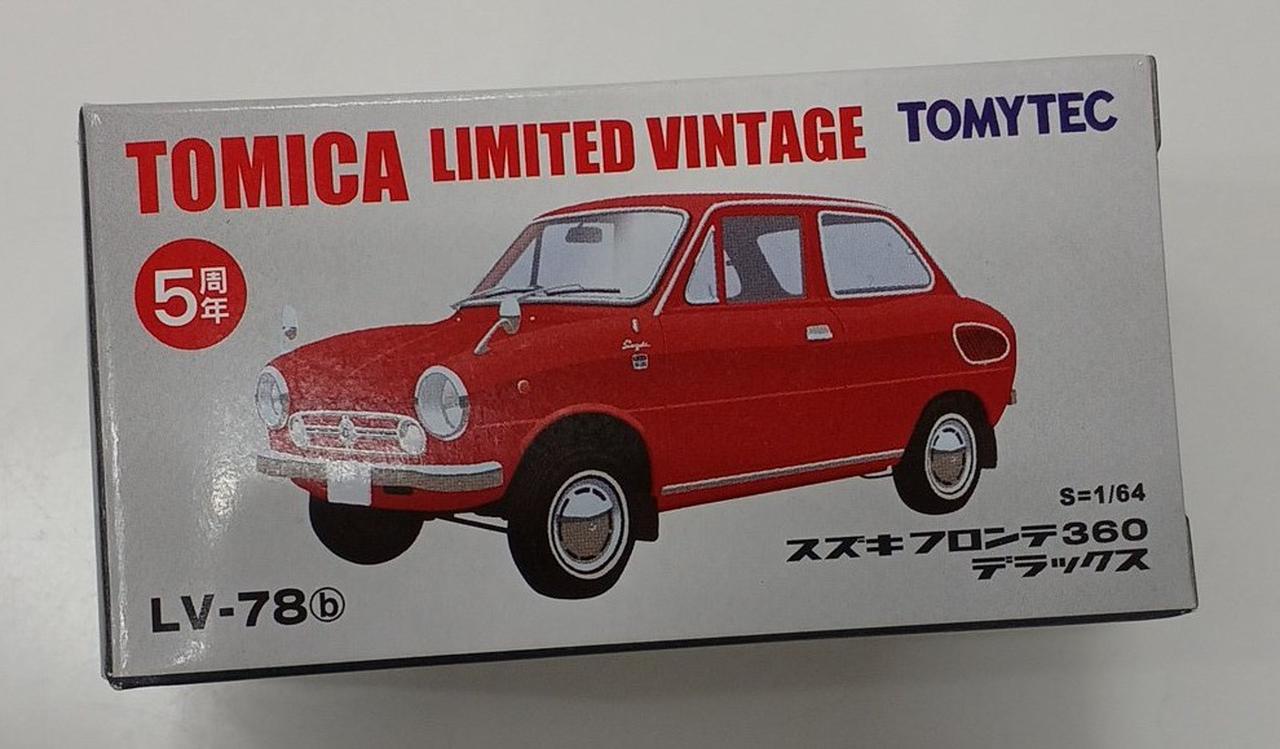 TOMICA LIMITED VINTAGE
TOMYTEC
5周年
Suzuki
S=1/64
スズキ フロンテ360
デラックス
LV-78ⓑ